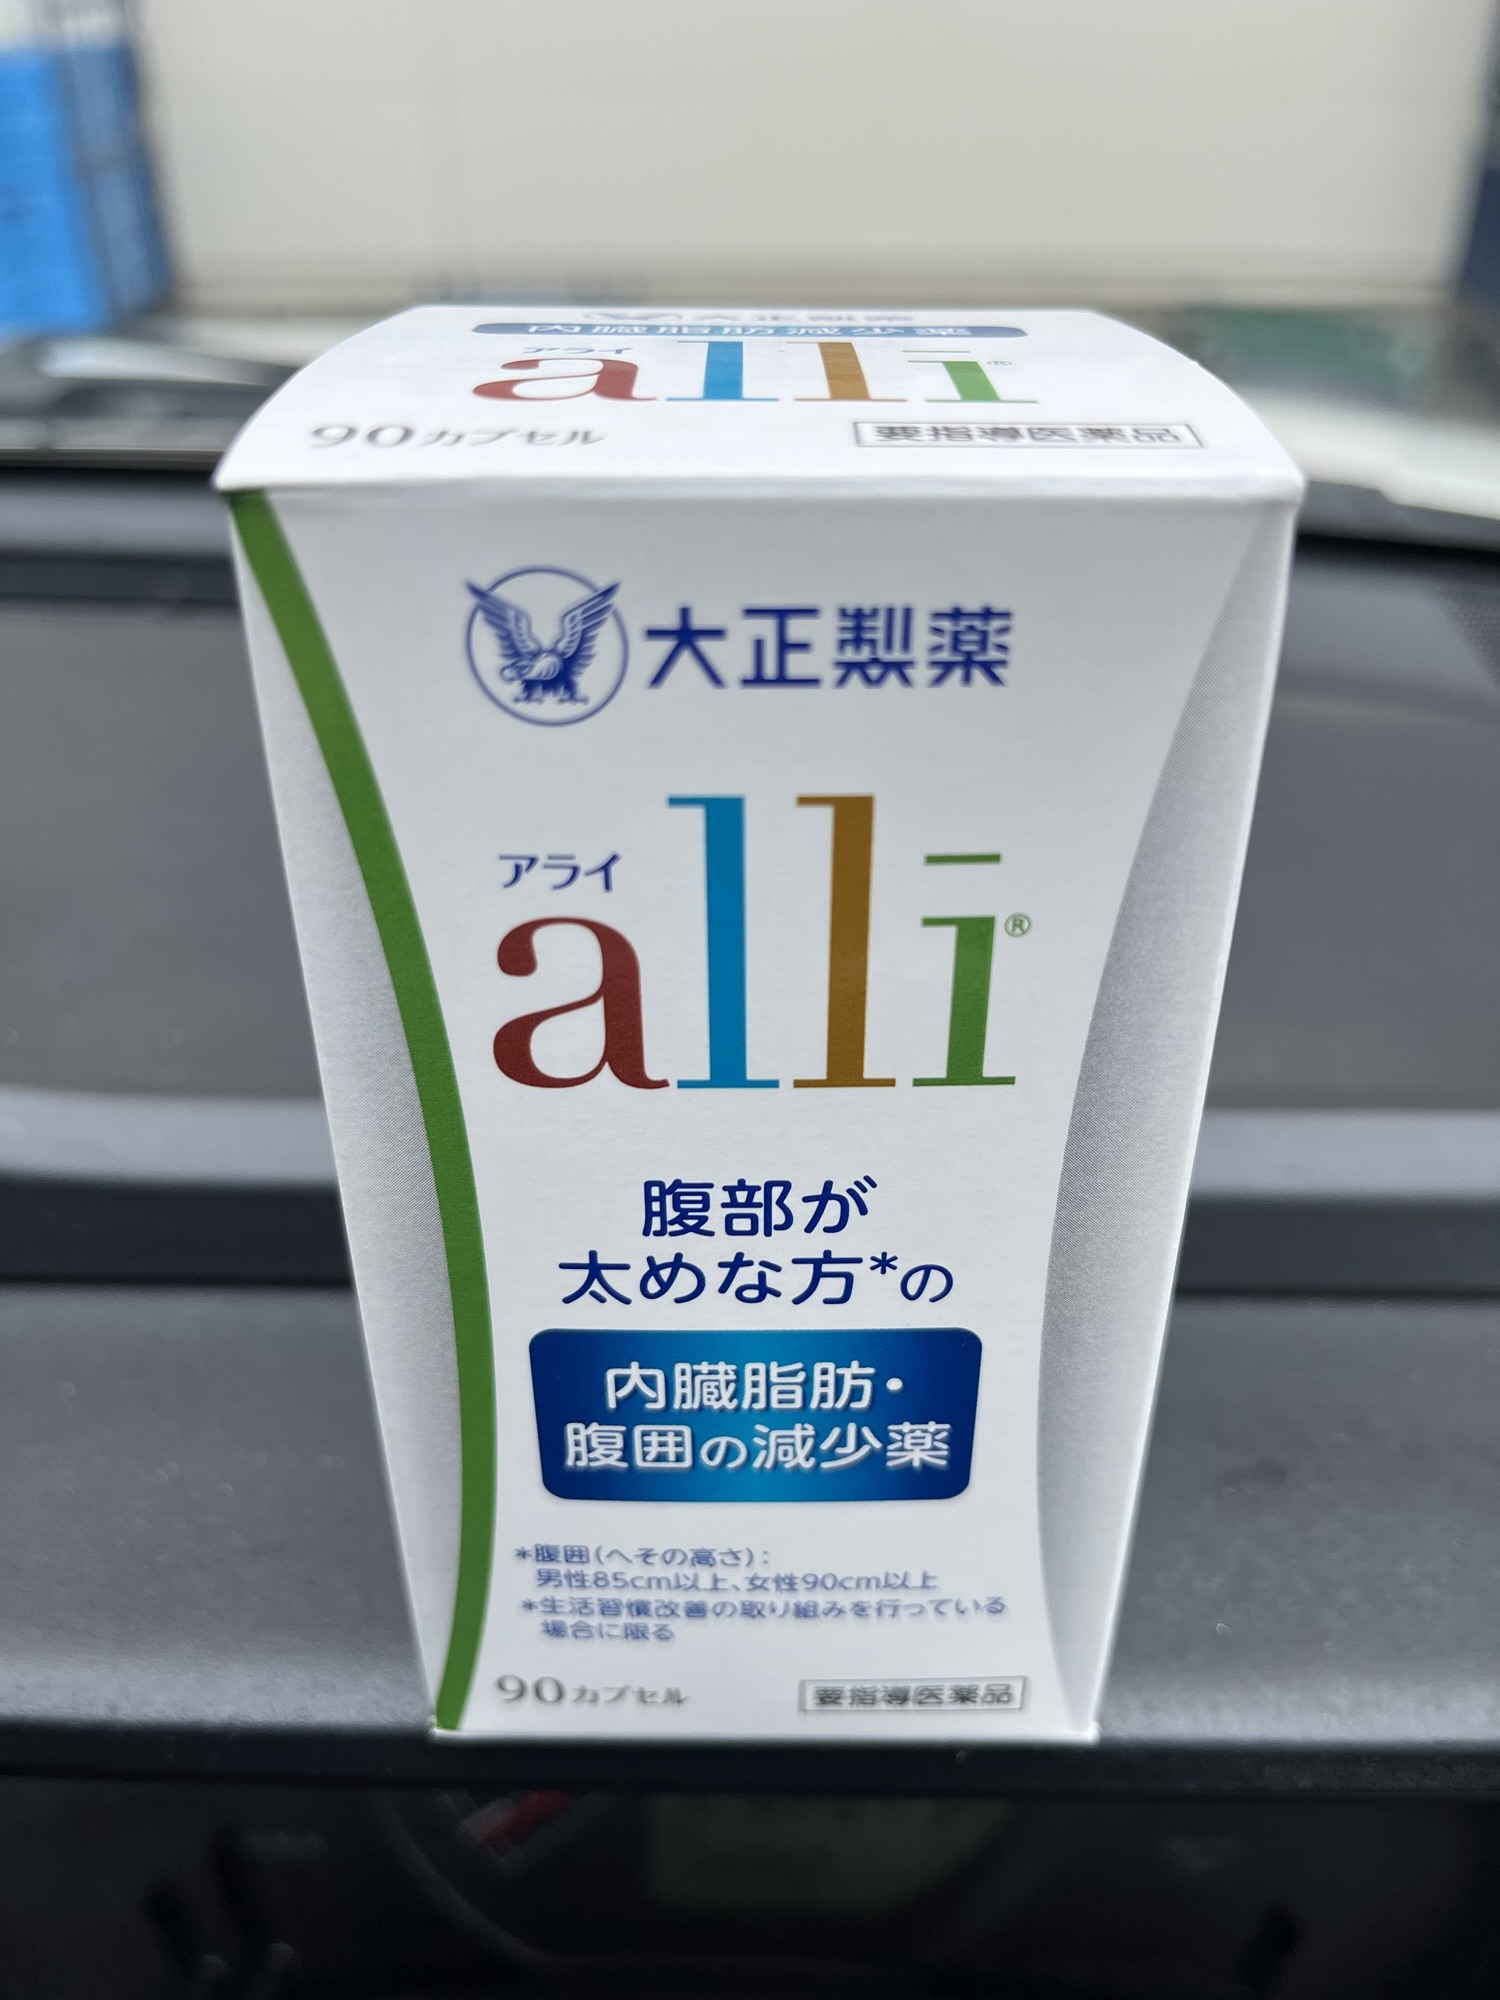 大正製薬
内臓脂肪減少薬
アライ
alli®
90カプセル
要指導医薬品
大正製薬
アライ
alli®
腹部が
太めな方*の
内臓脂肪・
腹囲の減少薬
*腹囲(へその高さ):
男性85cm以上、女性90cm以上
*生活習慣改善の取り組みを行っている
場合に限る
90カプセル
要指導医薬品